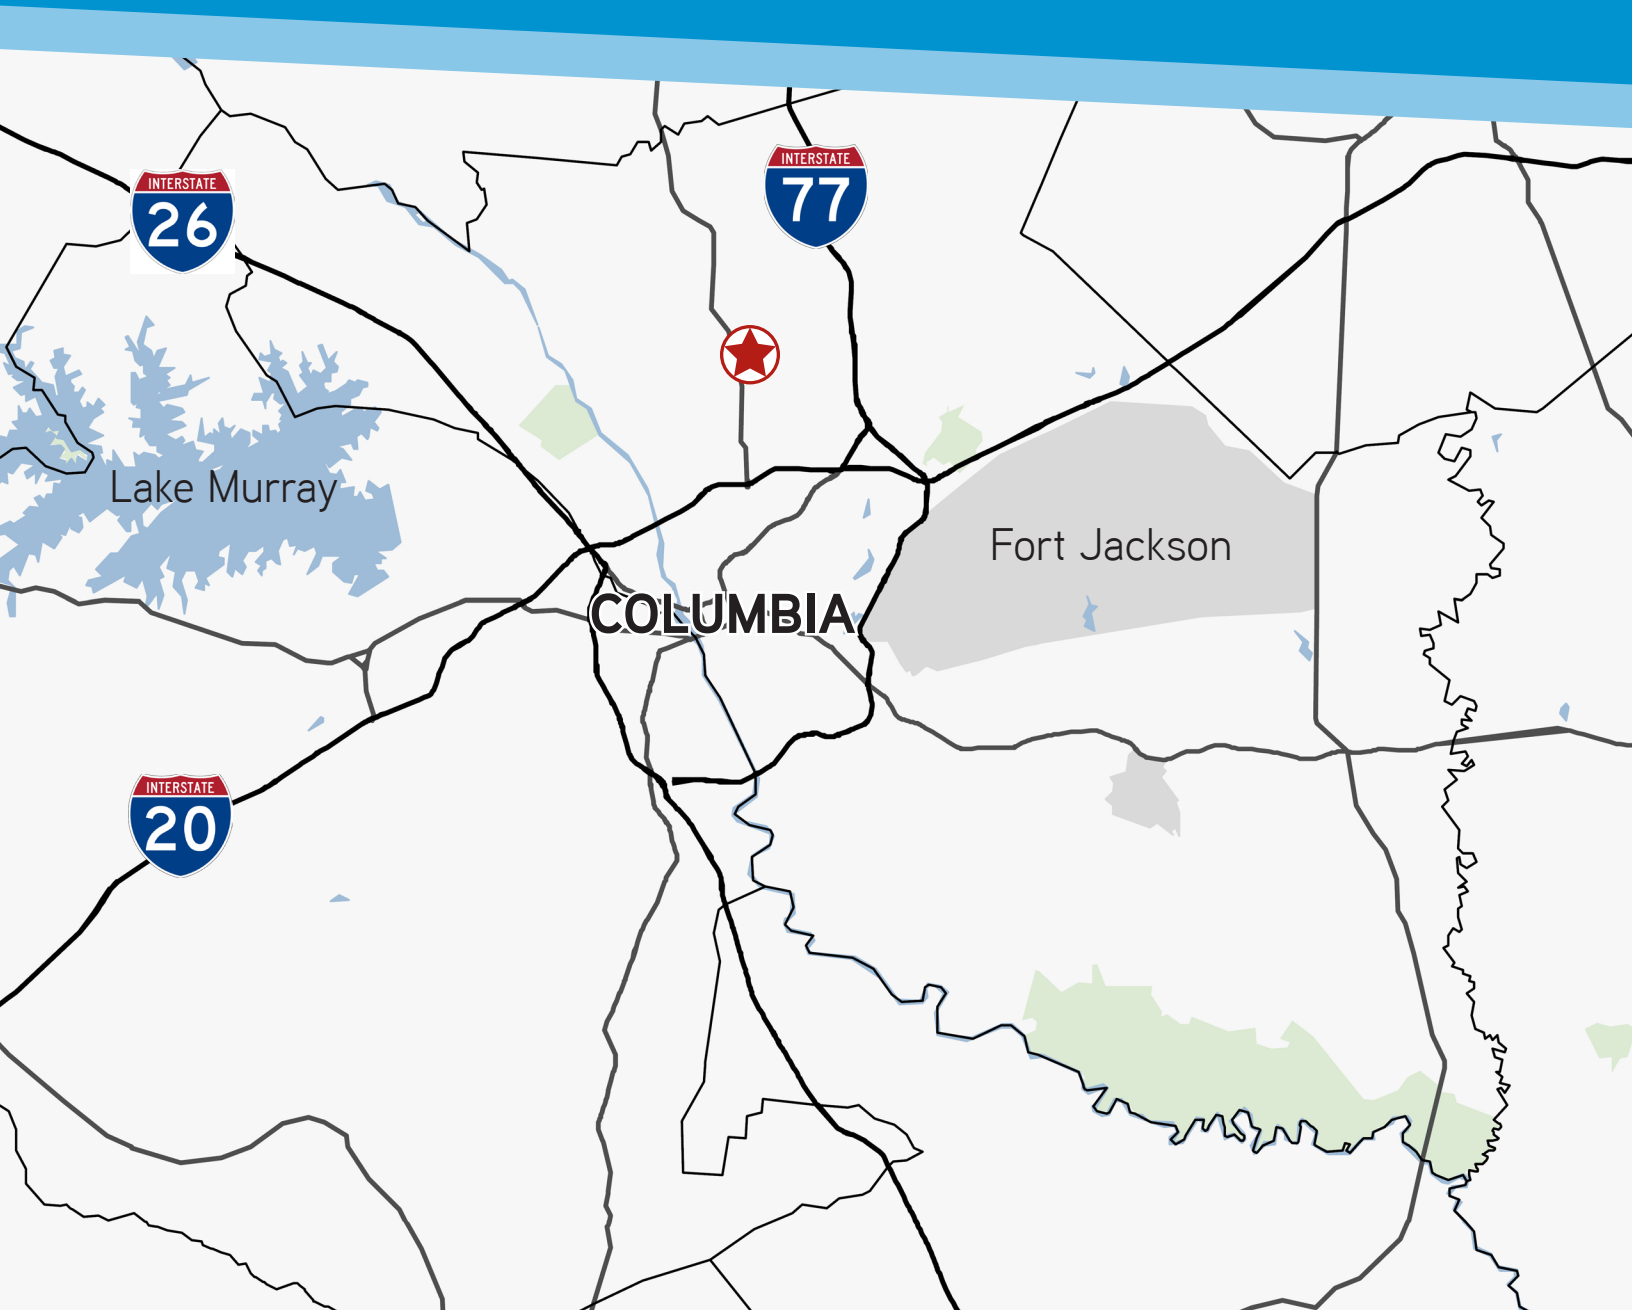 INTERSTATE
77
INTERSTATE
26
Lake Murray
Fort Jackson
COLUMBIA
INTERSTATE
20